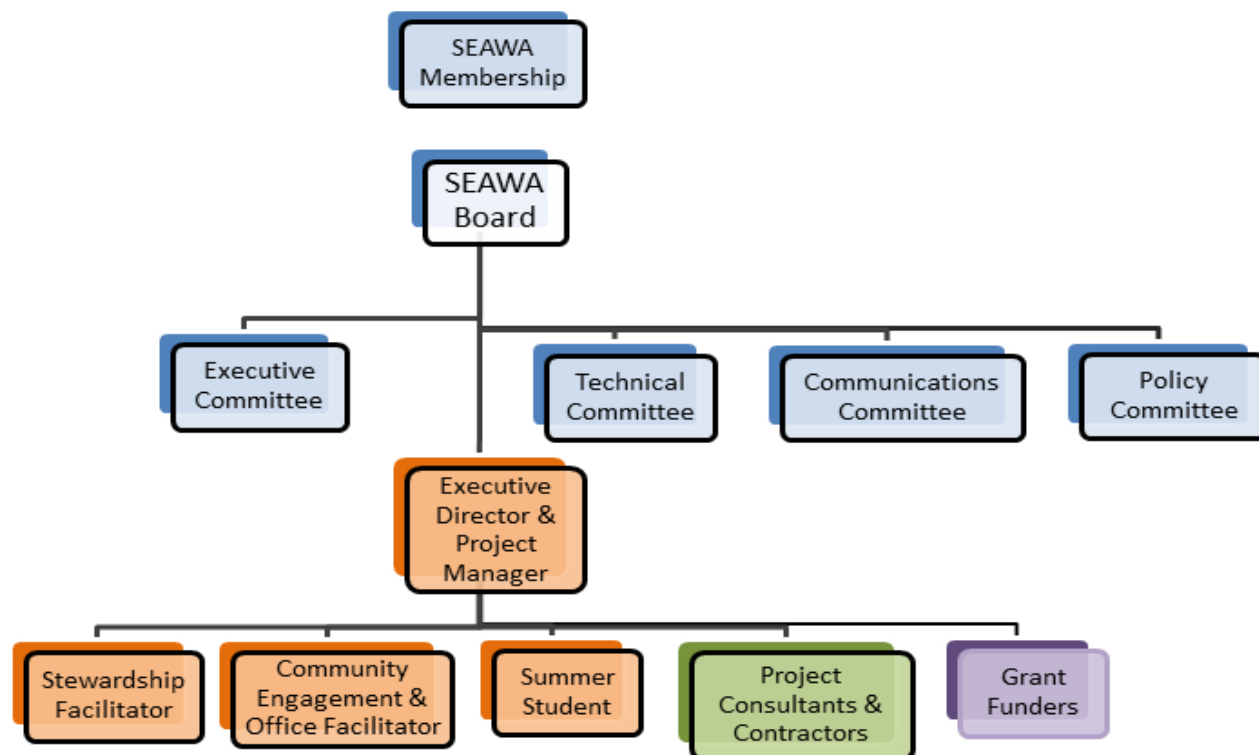 SEAWA
Membership
SEAWA
Board
Executive
Committee
Technical
Committee
Communications
Committee
Policy
Committee
Executive
Director &
Project
Manager
Stewardship
Facilitator
Community
Engagement &
Office Facilitator
Summer
Student
Project
Consultants &
Contractors
Grant
Funders